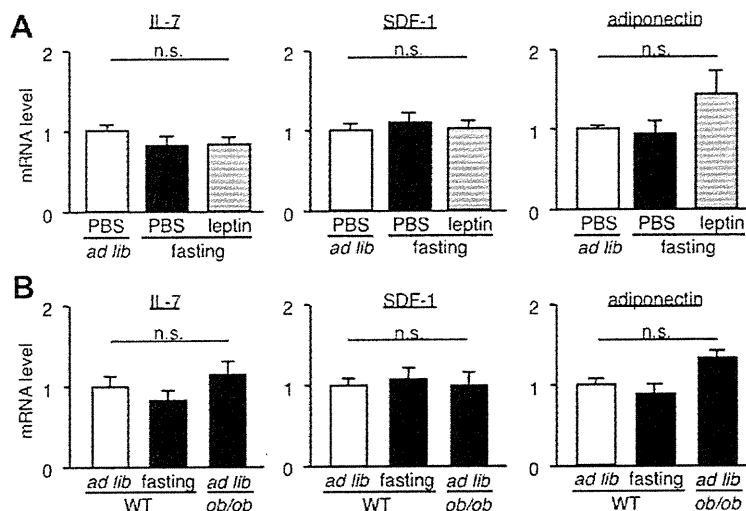 A
IL-7
SDF-1
adiponectin
n.s.
n.s.
n.s.
mRNA level
2
1
0
2
1
0
2
1
0
PBS PBS leptin
PBS PBS leptin
PBS PBS leptin
ad lib fasting
ad lib fasting
ad lib fasting
B
IL-7
SDF-1
adiponectin
n.s.
n.s.
n.s.
mRNA level
2
1
0
2
1
0
2
1
0
ad lib fasting ad lib
ad lib fasting ad lib
ad lib fasting ad lib
WT ob/ob
WT ob/ob
WT ob/ob